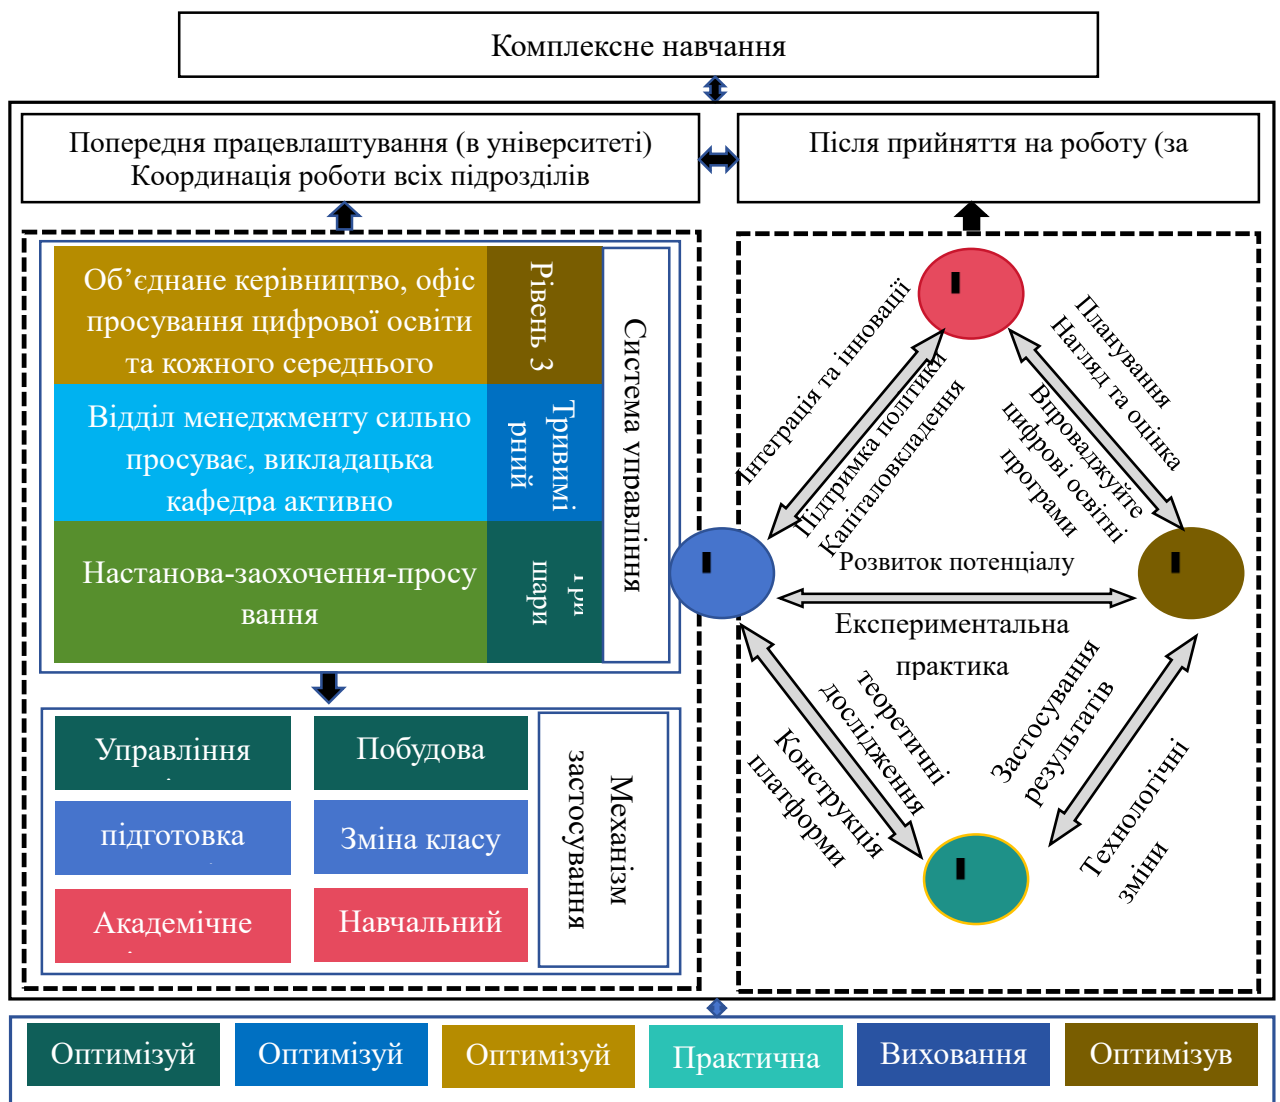 Комплексне навчання
Попередня працевлаштування (в університеті)
Координація роботи всіх підрозділів
Після прийняття на роботу (за
Об’єднане керівництво, офіс
просування цифрової освіти
та кожного середнього
Рівень 3
Відділ менеджменту сильно
просуває, викладацька
кафедра активно
Тривимі
рний
Настанова-заохочення-просу
вання
шари
Система управління
Управління
Побудова
підготовка
Зміна класу
Академічне
Навчальний
Механізм
застосування
Інтеграція та інновації
Підтримка політики
Капіталовкладення
Планування
Нагляд та оцінка
Впроваджуйте
цифрові освітні
програми
Розвиток потенціалу
Експериментальна
практика
теоретичні
дослідження
Конструкція
платформи
Застосування
результатів
Технологічні
зміни
Оптимізуй
Оптимізуй
Оптимізуй
Практична
Виховання
Оптимізув